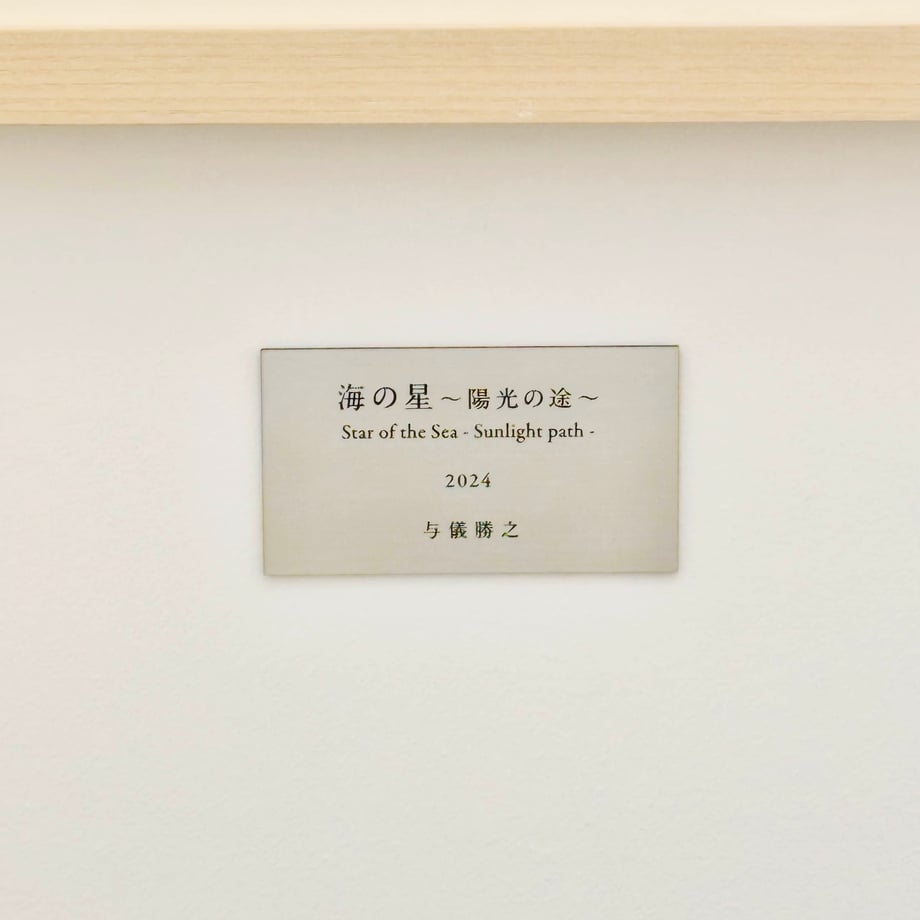 海の星～陽光の途～
Star of the Sea - Sunlight path -
2024
与儀勝之